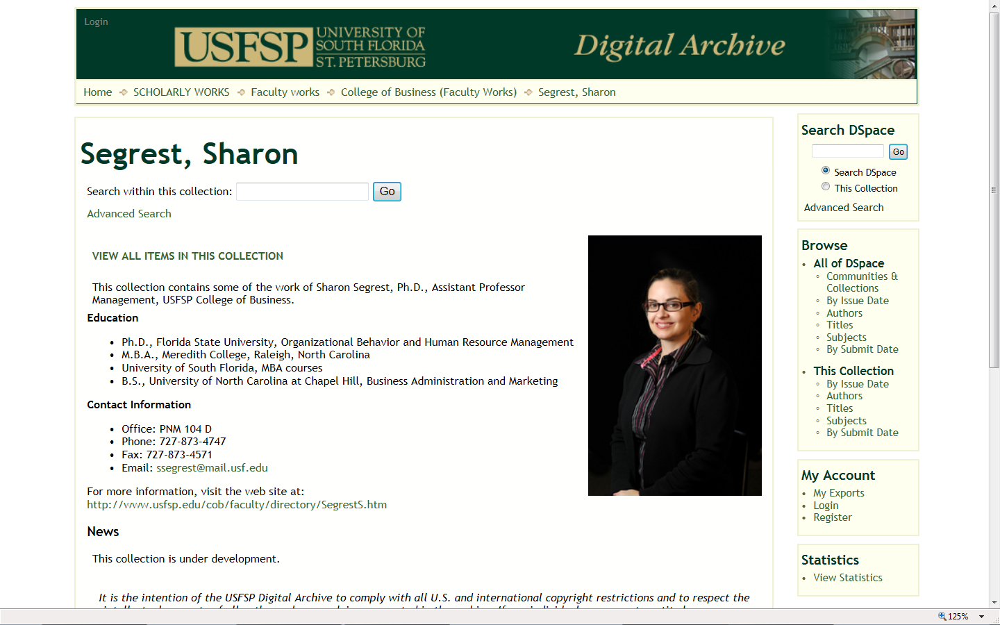 Login
USFSP UNIVERSITY OF
SOUTH FLORIDA
ST. PETERSBURG
Digital Archive
Home SCHOLARLY WORKS Faculty works College of Business (Faculty Works) Segrest, Sharon
Segrest, Sharon
Search within this collection: Go
Advanced Search
VIEW ALL ITEMS IN THIS COLLECTION
This collection contains some of the work of Sharon Segrest, Ph.D., Assistant Professor
Management, USFSP College of Business.
Education
• Ph.D., Florida State University, Organizational Behavior and Human Resource Management
• M.B.A., Meredith College, Raleigh, North Carolina
• University of South Florida, MBA courses
• B.S., University of North Carolina at Chapel Hill, Business Administration and Marketing
Contact Information
• Office: PNM 104 D
• Phone: 727-873-4747
• Fax: 727-873-4571
• Email: ssegrest@mail.usf.edu
For more information, visit the web site at:
http://www.usfsp.edu/cob/faculty/directory/SegrestS.htm
News
This collection is under development.
It is the intention of the USFSP Digital Archive to comply with all U.S. and international copyright restrictions and to respect the
Search DSpace
Go
Search DSpace
This Collection
Advanced Search
Browse
• All of DSpace
◦ Communities &
Collections
◦ By Issue Date
◦ Authors
◦ Titles
◦ Subjects
◦ By Submit Date
• This Collection
◦ By Issue Date
◦ Authors
◦ Titles
◦ Subjects
◦ By Submit Date
My Account
• My Exports
• Login
• Register
Statistics
• View Statistics
125%